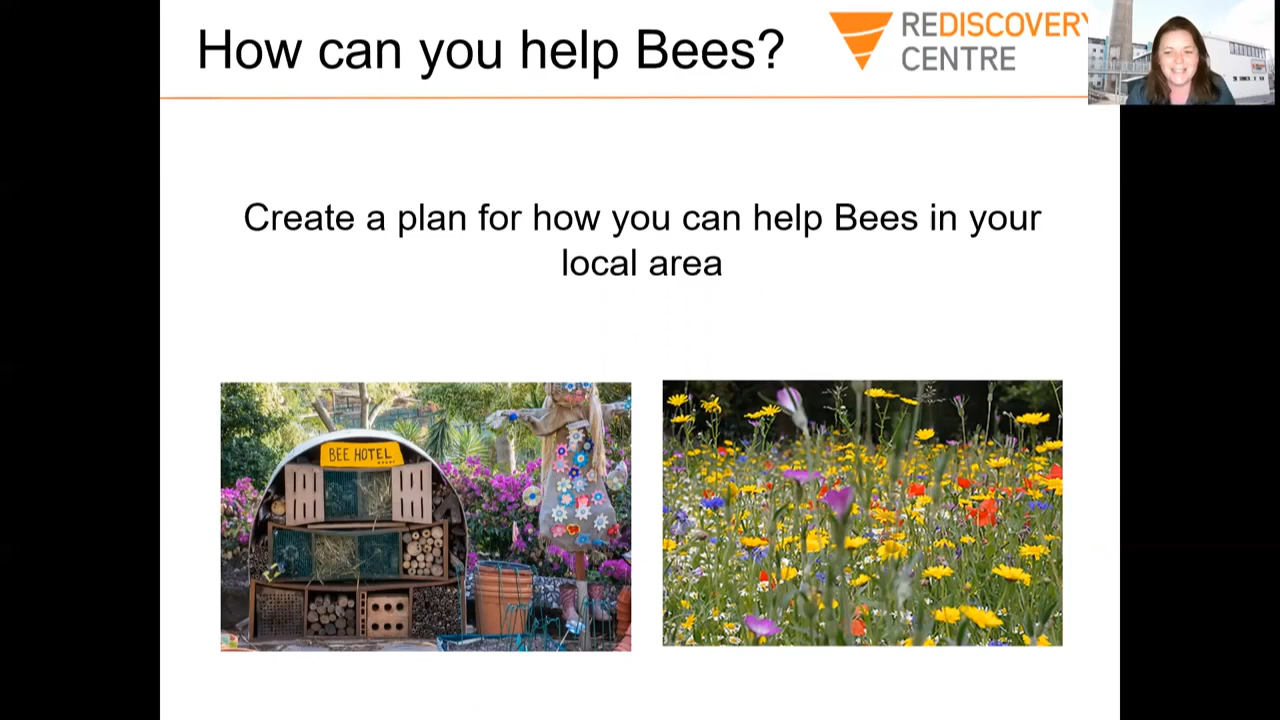 How can you help Bees?
REDISCOVERY
CENTRE
Create a plan for how you can help Bees in your
local area
BEE HOTEL